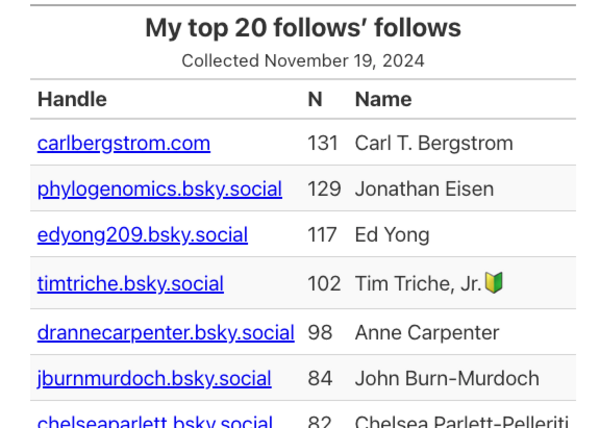 My top 20 follows’ follows
Collected November 19, 2024
Handle N Name
carlbergstrom.com 131 Carl T. Bergstrom
phylogenomics.bsky.social 129 Jonathan Eisen
edyong209.bsky.social 117 Ed Yong
timtriche.bsky.social 102 Tim Triche, Jr.🔰
drannecarpenter.bsky.social 98 Anne Carpenter
jburnmurdoch.bsky.social 84 John Burn-Murdoch
chelseaparlett.bsky.social 82 Chelsea Parlett-Pelleriti